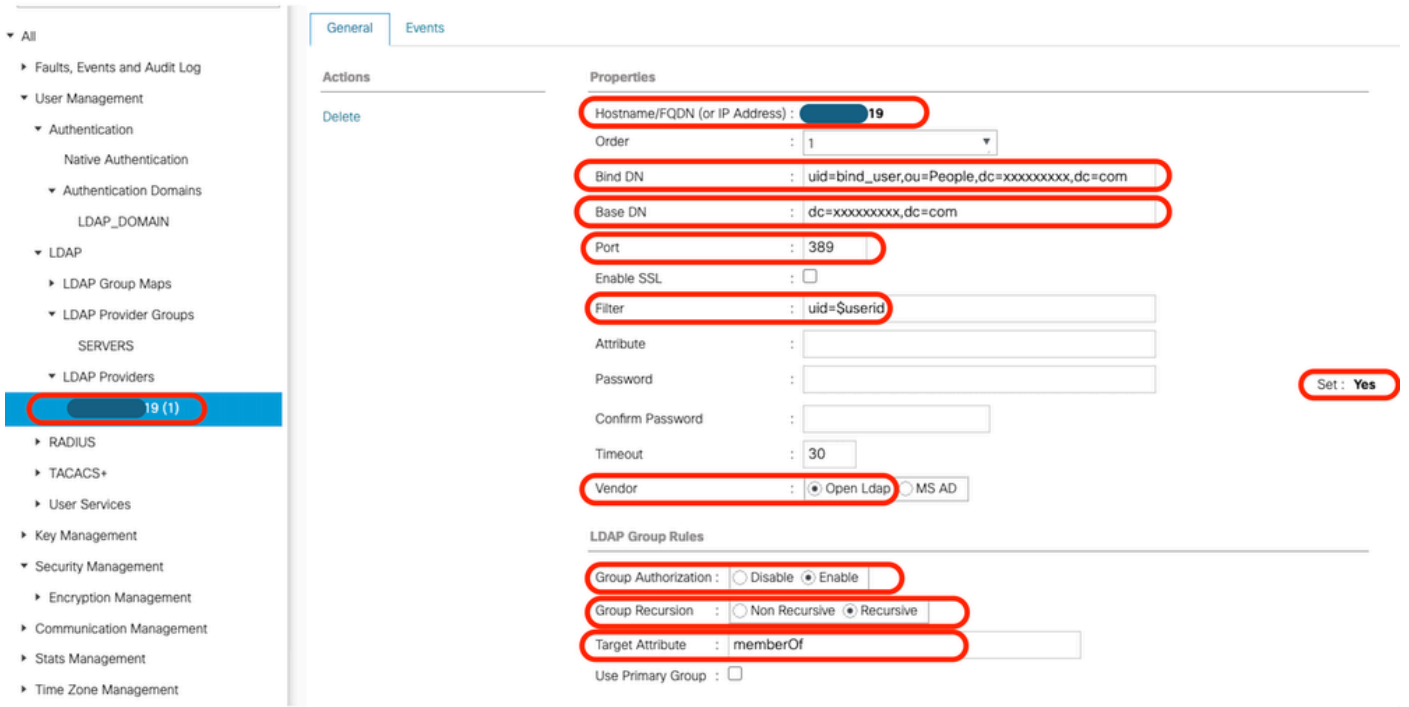 All
Faults, Events and Audit Log
User Management
Authentication
Native Authentication
Authentication Domains
LDAP_DOMAIN
LDAP
LDAP Group Maps
LDAP Provider Groups
SERVERS
LDAP Providers
19 (1)
RADIUS
TACACS+
User Services
Key Management
Security Management
Encryption Management
Communication Management
Stats Management
Time Zone Management
General Events
Actions
Delete
Properties
Hostname/FQDN (or IP Address) : 19
Order : 1
Bind DN : uid=bind_user,ou=People,dc=xxxxxxxxx,dc=com
Base DN : dc=xxxxxxxxx,dc=com
Port : 389
Enable SSL :
Filter : uid=$userid
Attribute :
Password : Set : Yes
Confirm Password :
Timeout : 30
Vendor : Open Ldap MS AD
LDAP Group Rules
Group Authorization : Disable Enable
Group Recursion : Non Recursive Recursive
Target Attribute : memberOf
Use Primary Group :